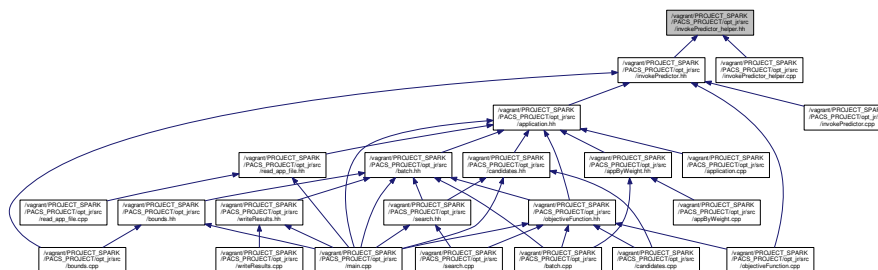 /vagrant/PROJECT_SPARK
/PACS_PROJECT/opt_jr/src
/invokePredictor_helper.hh
/vagrant/PROJECT_SPARK
/PACS_PROJECT/opt_jr/src
/invokePredictor.hh
/vagrant/PROJECT_SPARK
/PACS_PROJECT/opt_jr/src
/invokePredictor_helper.cpp
/vagrant/PROJECT_SPARK
/PACS_PROJECT/opt_jr/src
/application.hh
/vagrant/PROJECT_SPARK
/PACS_PROJECT/opt_jr/src
/invokePredictor.cpp
/vagrant/PROJECT_SPARK
/PACS_PROJECT/opt_jr/src
/read_app_file.hh
/vagrant/PROJECT_SPARK
/PACS_PROJECT/opt_jr/src
/batch.hh
/vagrant/PROJECT_SPARK
/PACS_PROJECT/opt_jr/src
/candidates.hh
/vagrant/PROJECT_SPARK
/PACS_PROJECT/opt_jr/src
/appByWeight.hh
/vagrant/PROJECT_SPARK
/PACS_PROJECT/opt_jr/src
/application.cpp
/vagrant/PROJECT_SPARK
/PACS_PROJECT/opt_jr/src
/read_app_file.cpp
/vagrant/PROJECT_SPARK
/PACS_PROJECT/opt_jr/src
/bounds.hh
/vagrant/PROJECT_SPARK
/PACS_PROJECT/opt_jr/src
/writeResults.hh
/vagrant/PROJECT_SPARK
/PACS_PROJECT/opt_jr/src
/search.hh
/vagrant/PROJECT_SPARK
/PACS_PROJECT/opt_jr/src
/objectiveFunction.hh
/vagrant/PROJECT_SPARK
/PACS_PROJECT/opt_jr/src
/appByWeight.cpp
/vagrant/PROJECT_SPARK
/PACS_PROJECT/opt_jr/src
/bounds.cpp
/vagrant/PROJECT_SPARK
/PACS_PROJECT/opt_jr/src
/writeResults.cpp
/vagrant/PROJECT_SPARK
/PACS_PROJECT/opt_jr/src
/main.cpp
/vagrant/PROJECT_SPARK
/PACS_PROJECT/opt_jr/src
/search.cpp
/vagrant/PROJECT_SPARK
/PACS_PROJECT/opt_jr/src
/batch.cpp
/vagrant/PROJECT_SPARK
/PACS_PROJECT/opt_jr/src
/candidates.cpp
/vagrant/PROJECT_SPARK
/PACS_PROJECT/opt_jr/src
/objectiveFunction.cpp